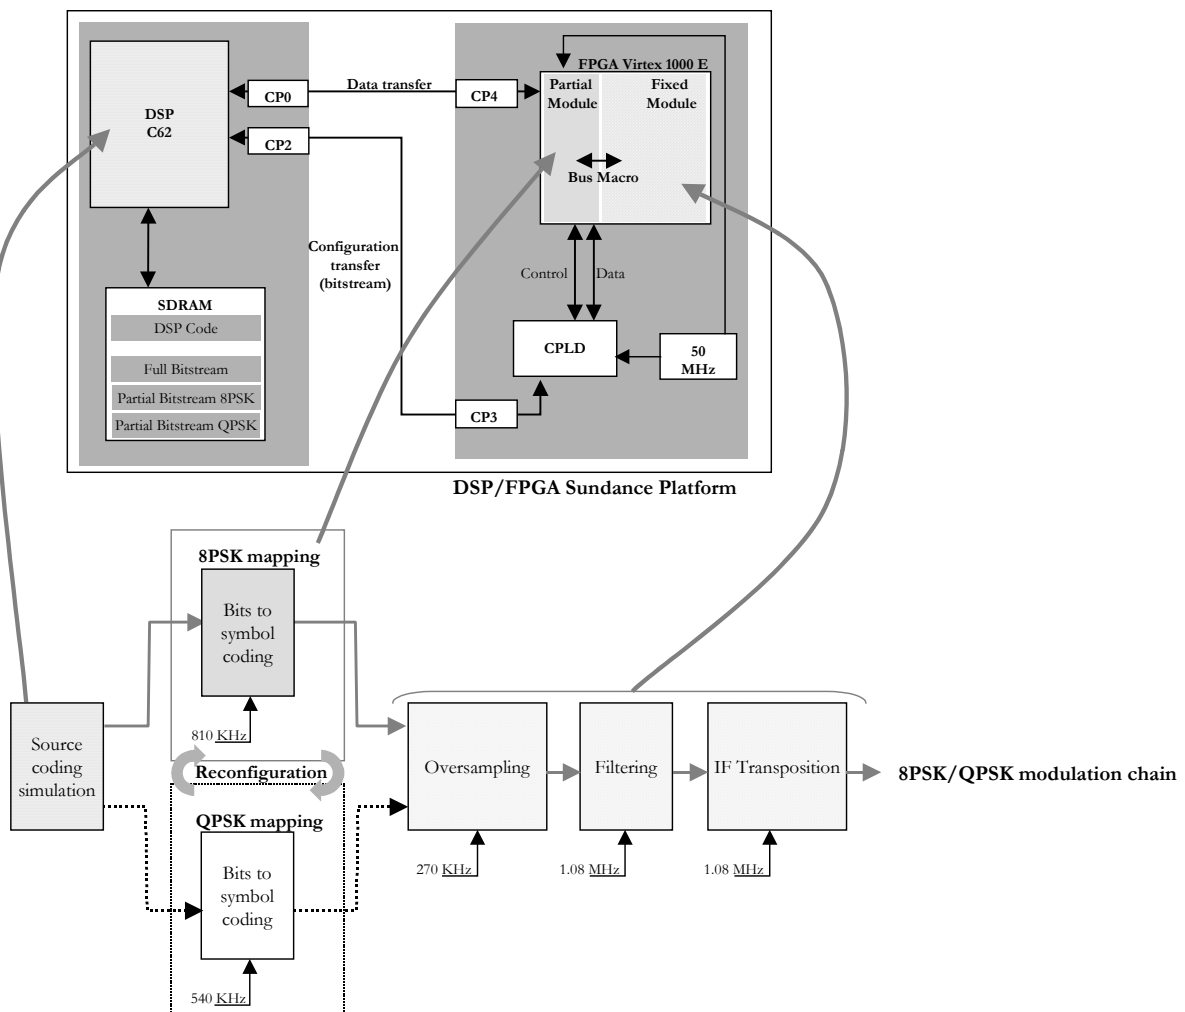 FPGA Virtex 1000 E
DSP
C62
CP0
Data transfer
CP4
Partial
Module
Fixed
Module
CP2
Bus Macro
Configuration
transfer
(bitstream)
Control
Data
SDRAM
DSP Code
Full Bitstream
Partial Bitstream 8PSK
Partial Bitstream QPSK
CPLD
50
MHz
CP3
DSP/FPGA Sundance Platform
8PSK mapping
Bits to
symbol
coding
810 KHz
Source
coding
simulation
Reconfiguration
Oversampling
Filtering
IF Transposition
8PSK/QPSK modulation chain
QPSK mapping
Bits to
symbol
coding
270 KHz
1.08 MHz
1.08 MHz
540 KHz